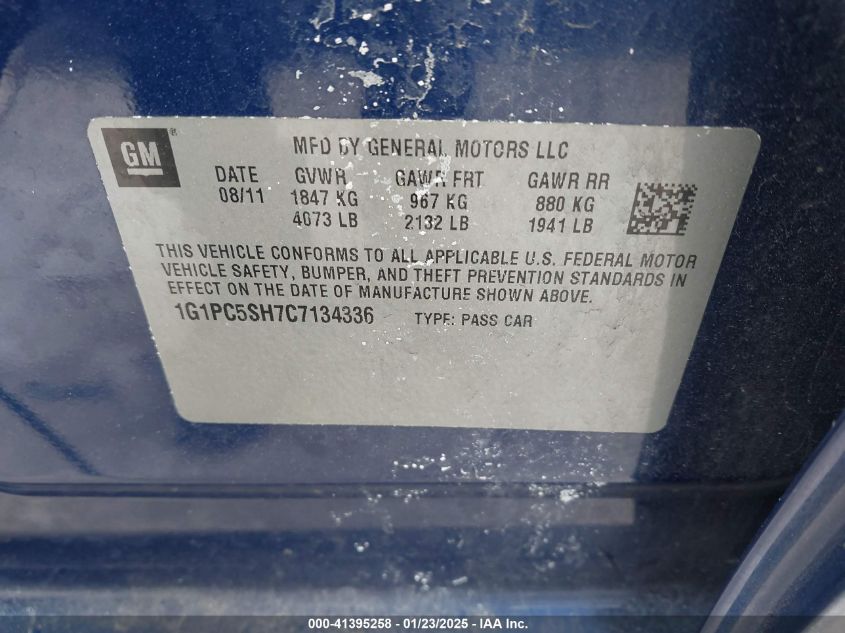 GM ®
MFD BY GENERAL MOTORS LLC
DATE GVWR GAWR FRT GAWR RR
08/11 1847 KG 967 KG 880 KG
4073 LB 2132 LB 1941 LB
THIS VEHICLE CONFORMS TO ALL APPLICABLE U.S. FEDERAL MOTOR
VEHICLE SAFETY, BUMPER, AND THEFT PREVENTION STANDARDS IN
EFFECT ON THE DATE OF MANUFACTURE SHOWN ABOVE.
1G1PC5SH7C7134336 TYPE: PASS CAR
000-41395258 - 01/23/2025 - IAA Inc.